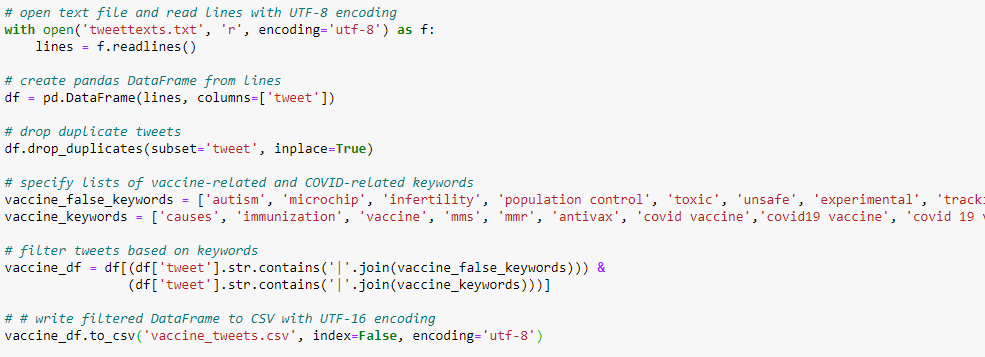 # open text file and read lines with UTF-8 encoding
with open('tweettexts.txt', 'r', encoding='utf-8') as f:
    lines = f.readlines()

# create pandas DataFrame from lines
df = pd.DataFrame(lines, columns=['tweet'])

# drop duplicate tweets
df.drop_duplicates(subset='tweet', inplace=True)

# specify lists of vaccine-related and COVID-related keywords
vaccine_false_keywords = ['autism', 'microchip', 'infertility', 'population control', 'toxic', 'unsafe', 'experimental', 'tracki
vaccine_keywords = ['causes', 'immunization', 'vaccine', 'mms', 'mmr', 'antivax', 'covid vaccine','covid19 vaccine', 'covid 19 v

# filter tweets based on keywords
vaccine_df = df[(df['tweet'].str.contains('|'.join(vaccine_false_keywords))) &
                (df['tweet'].str.contains('|'.join(vaccine_keywords)))]

# # write filtered DataFrame to CSV with UTF-16 encoding
vaccine_df.to_csv('vaccine_tweets.csv', index=False, encoding='utf-8')